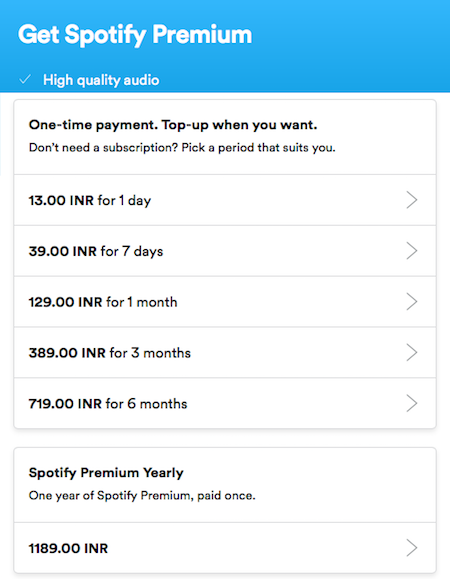 Get Spotify Premium
High quality audio
One-time payment. Top-up when you want.
Don't need a subscription? Pick a period that suits you.
13.00 INR for 1 day
39.00 INR for 7 days
129.00 INR for 1 month
389.00 INR for 3 months
719.00 INR for 6 months
Spotify Premium Yearly
One year of Spotify Premium, paid once.
1189.00 INR